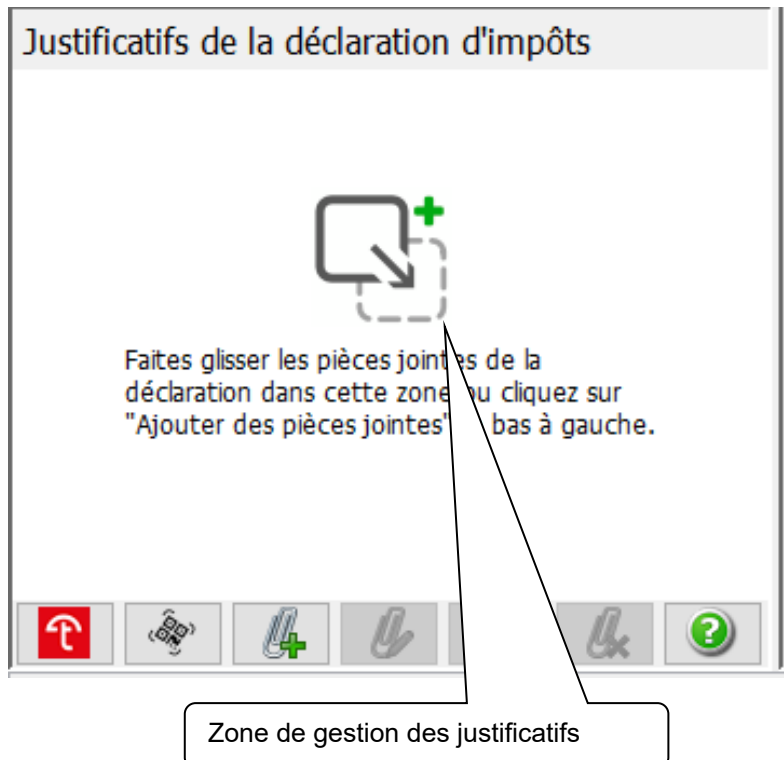 Justificatifs de la déclaration d'impôts
Faites glisser les pièces jointes de la
déclaration dans cette zone ou cliquez sur
"Ajouter des pièces jointes" bas à gauche.
Zone de gestion des justificatifs